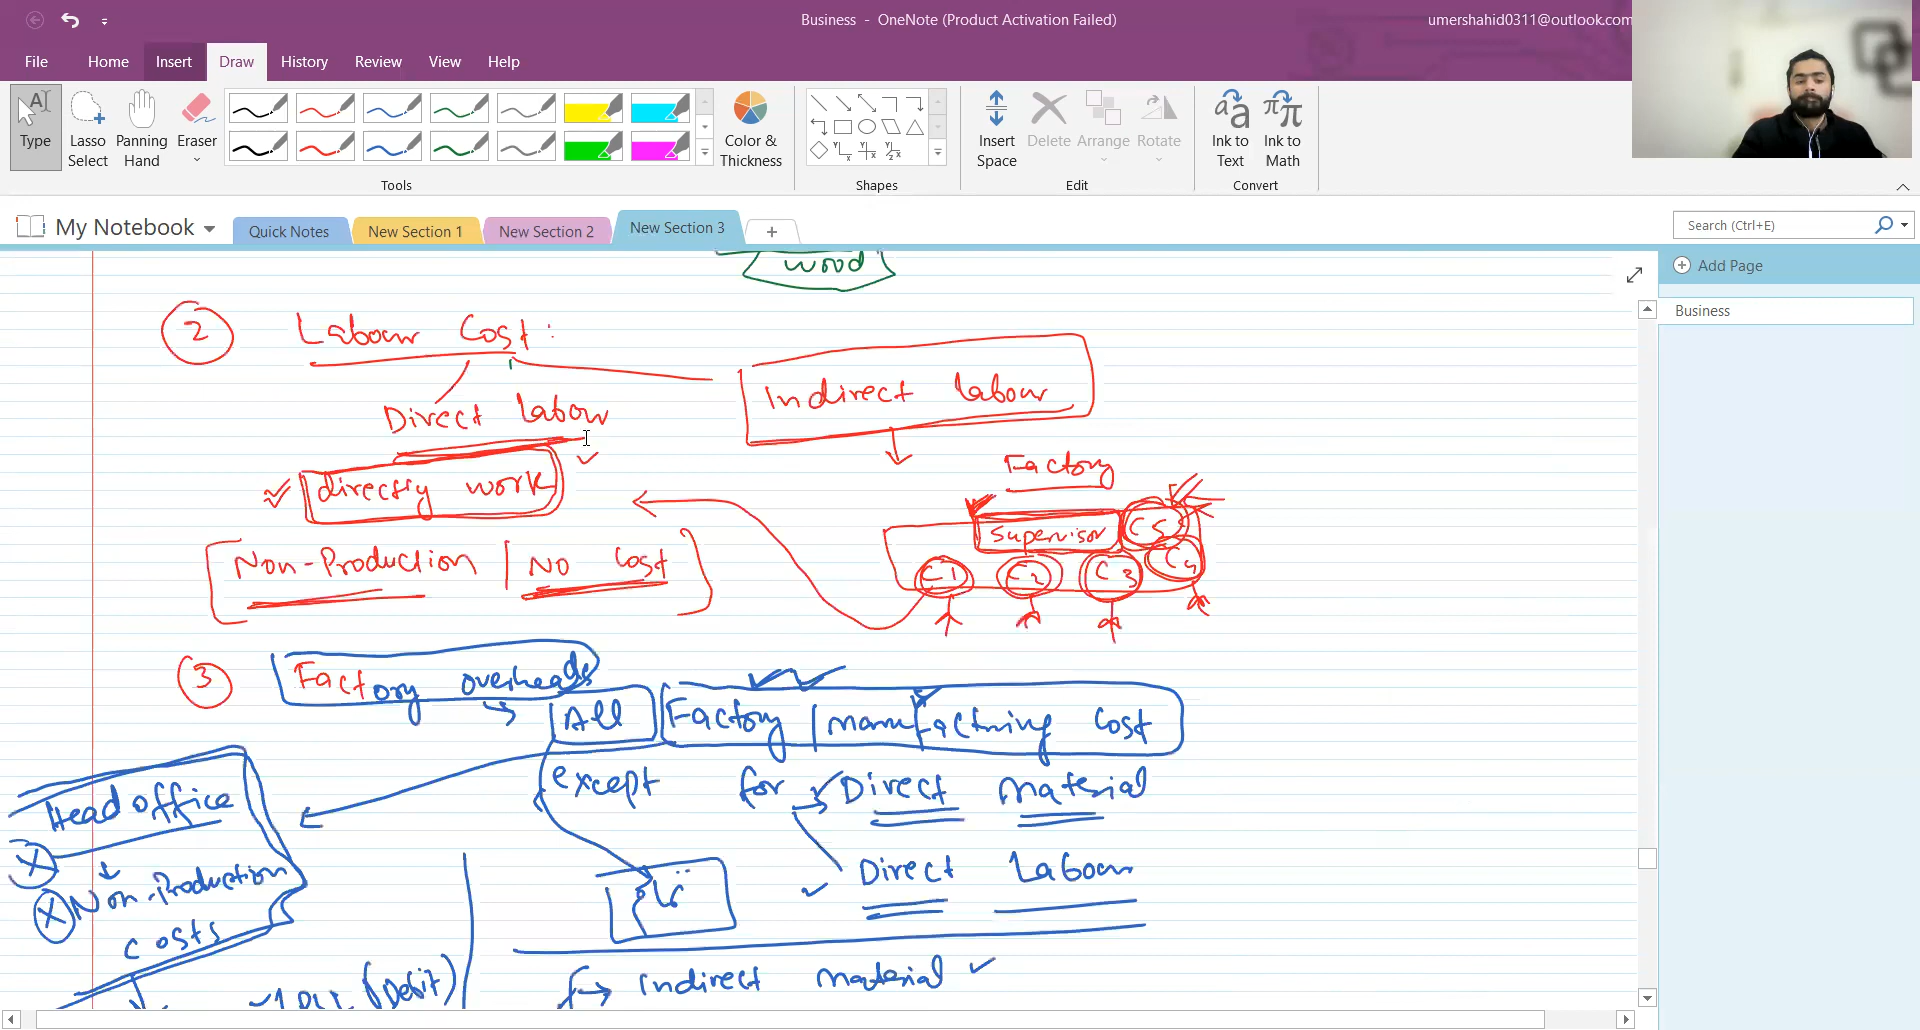 Business - OneNote (Product Activation Failed)
umershahid0311@outlook.com
File Home Insert Draw History Review View Help
Type
Lasso Select
Panning Hand
Eraser
Color & Thickness
Insert Space
Delete
Arrange
Rotate
Ink to Text
Ink to Math
Tools
Shapes
Edit
Convert
My Notebook
Quick Notes
New Section 1
New Section 2
New Section 3
Search (Ctrl+E)
Add Page
Business
wood
2 Labour Cost:
Indirect labour
Direct labour
Factory
directly work
Supervisor C5
Non-Production | No Cost
C1 C2 C3 C4
3 Factory overheads
All Factory | manufacturing cost
except for Direct Material
Head office
X
Direct Labour
X Non-Production
costs
Indirect material
(Debit)